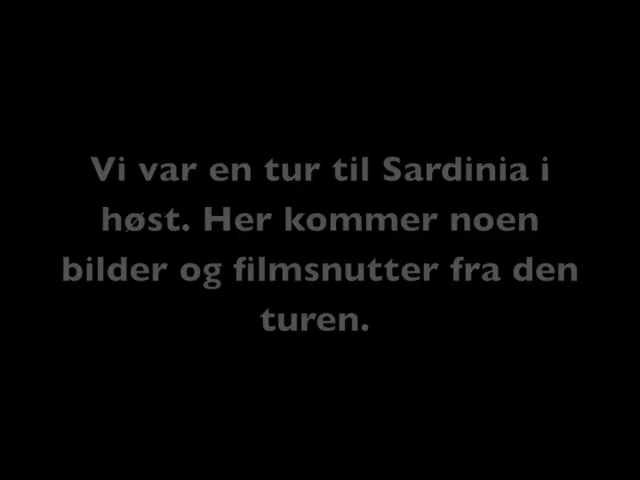 Vi var en tur til Sardinia i
høst. Her kommer noen
bilder og filmsnutter fra den
turen.